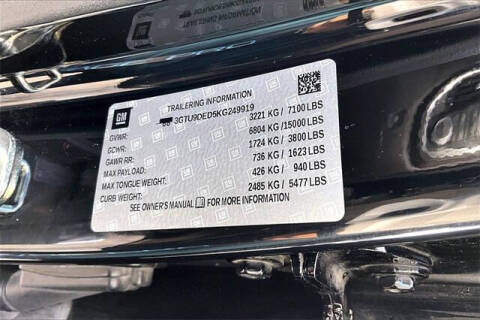 TRAILERING INFORMATION
3GTU9DED5KG249919
GM
GVWR: 3221 KG / 7100 LBS
GCWR: 6804 KG / 15000 LBS
GAWR RR: 1724 KG / 3800 LBS
MAX PAYLOAD: 736 KG / 1623 LBS
MAX TONGUE WEIGHT: 426 KG / 940 LBS
CURB WEIGHT: 2485 KG / 5477 LBS
SEE OWNER'S MANUAL FOR MORE INFORMATION